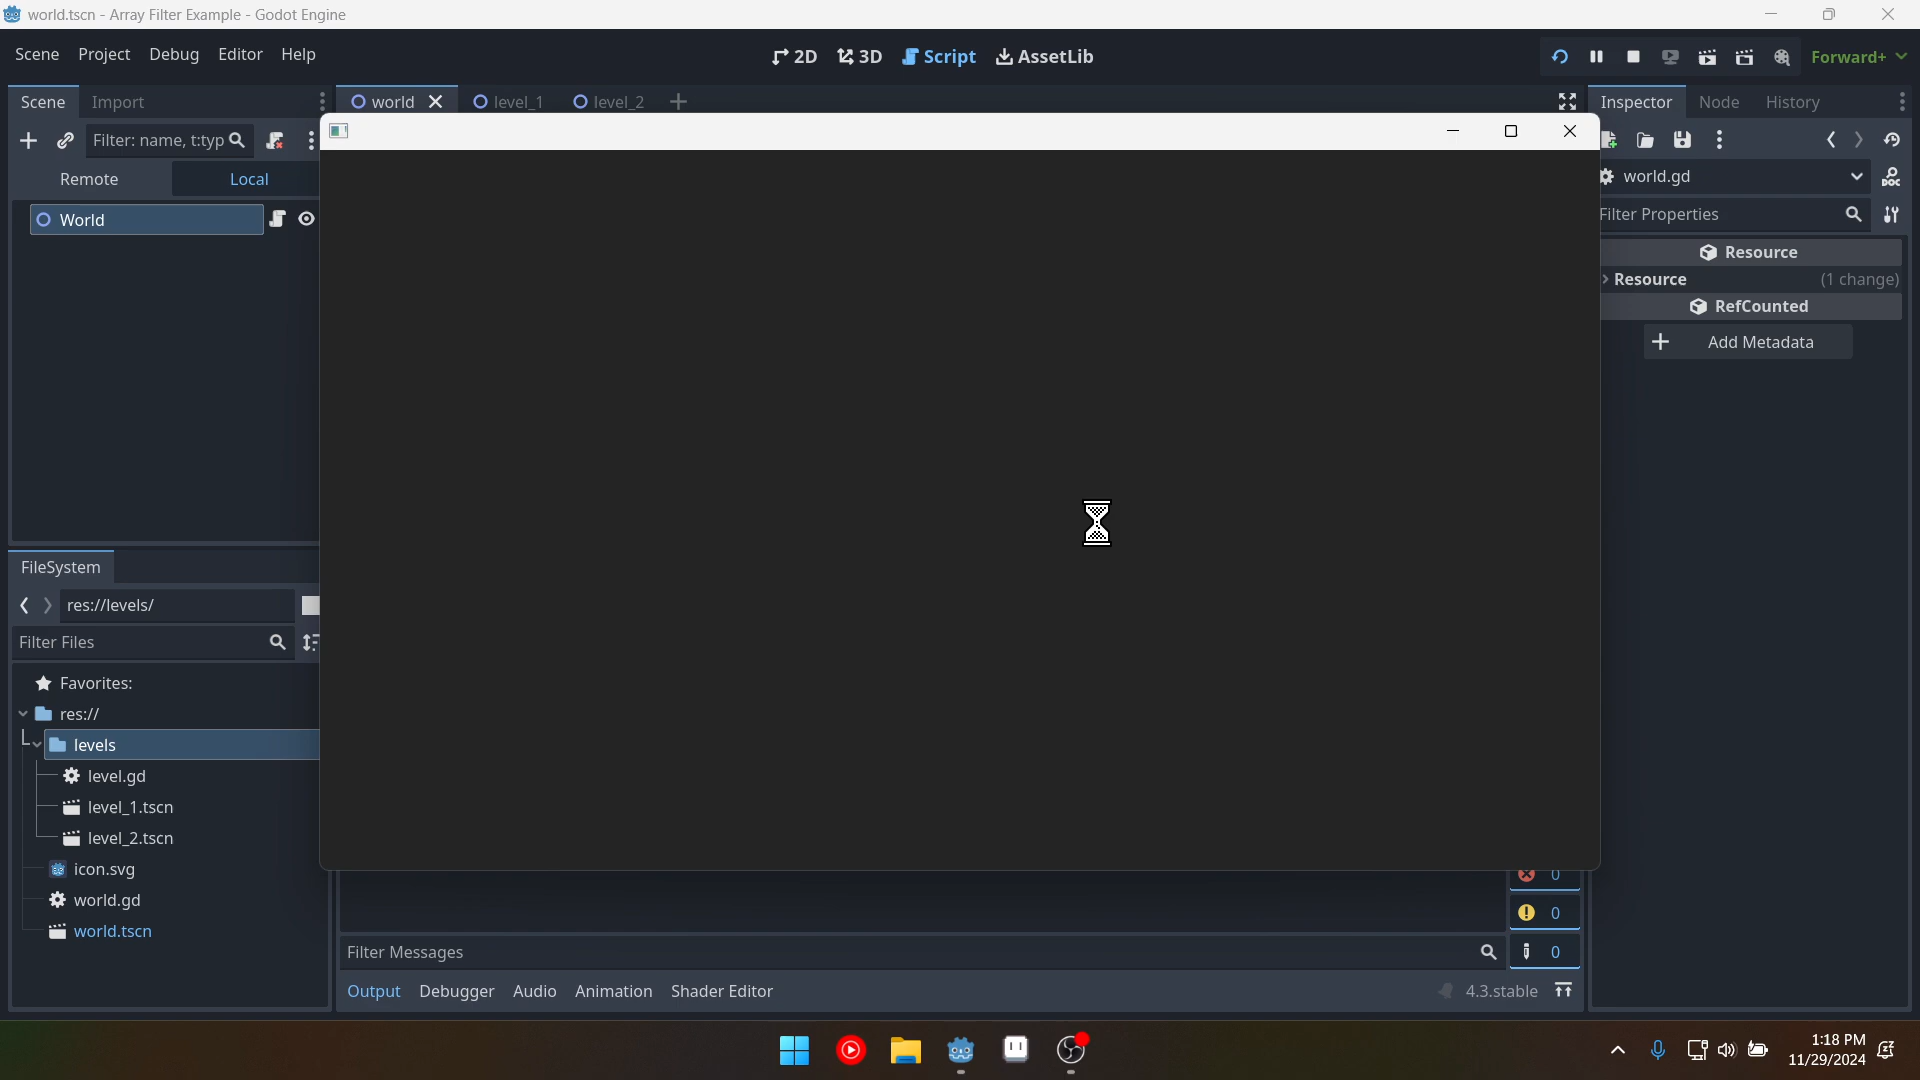 world.tscn - Array Filter Example - Godot Engine
Scene Project Debug Editor Help
2D 3D Script AssetLib
Forward+
Scene Import
world level_1 level_2
Inspector Node History
Filter: name, t:typ
Remote Local
world.gd
DOC
World
Filter Properties
Resource
Resource (1 change)
RefCounted
Add Metadata
FileSystem
res://levels/
Filter Files
Favorites:
res://
levels
level.gd
level_1.tscn
level_2.tscn
icon.svg
world.gd
world.tscn
0
0
Filter Messages
0
Output Debugger Audio Animation Shader Editor
4.3.stable
1:18 PM
11/29/2024